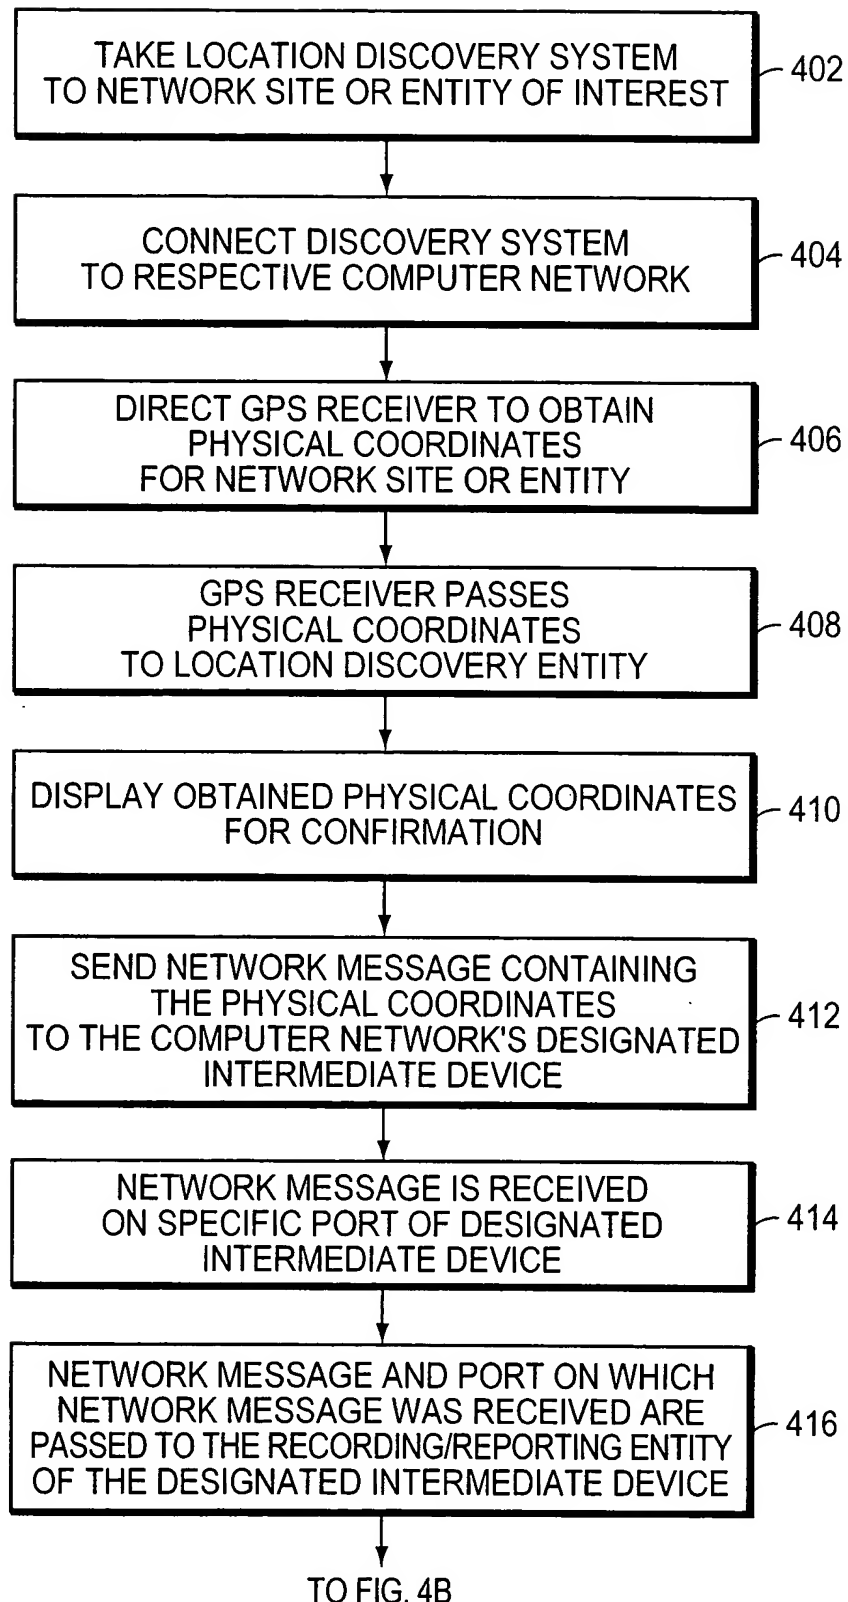 TAKE LOCATION DISCOVERY SYSTEM
TO NETWORK SITE OR ENTITY OF INTEREST
402
CONNECT DISCOVERY SYSTEM
TO RESPECTIVE COMPUTER NETWORK
404
DIRECT GPS RECEIVER TO OBTAIN
PHYSICAL COORDINATES
FOR NETWORK SITE OR ENTITY
406
GPS RECEIVER PASSES
PHYSICAL COORDINATES
TO LOCATION DISCOVERY ENTITY
408
DISPLAY OBTAINED PHYSICAL COORDINATES
FOR CONFIRMATION
410
SEND NETWORK MESSAGE CONTAINING
THE PHYSICAL COORDINATES
TO THE COMPUTER NETWORK'S DESIGNATED
INTERMEDIATE DEVICE
412
NETWORK MESSAGE IS RECEIVED
ON SPECIFIC PORT OF DESIGNATED
INTERMEDIATE DEVICE
414
NETWORK MESSAGE AND PORT ON WHICH
NETWORK MESSAGE WAS RECEIVED ARE
PASSED TO THE RECORDING/REPORTING ENTITY
OF THE DESIGNATED INTERMEDIATE DEVICE
416
TO FIG. 4B